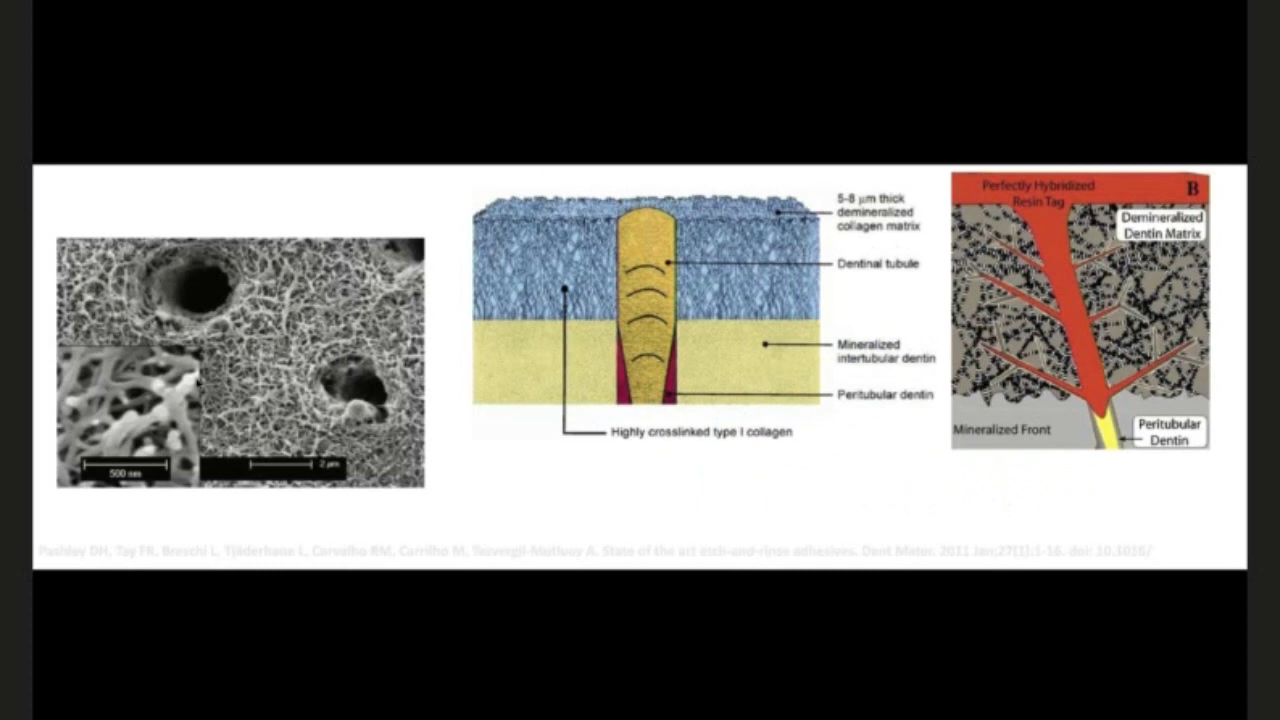 500 nm
2 µm
5-8 µm thick
demineralized
collagen matrix
Dentinal tubule
Mineralized
intertubular dentin
Peritubular dentin
Highly crosslinked type I collagen
Perfectly Hybridized
Resin Tag
B
Demineralized
Dentin Matrix
Mineralized Front
Peritubular
Dentin
Pashley DH, Tay FR, Breschi L, Tjäderhane L, Carvalho RM, Carrilho M, Tezvergil-Mutluay A. State of the art etch-and-rinse adhesives. Dent Mater. 2011 Jan;27(1):1-16. doi: 10.1016/